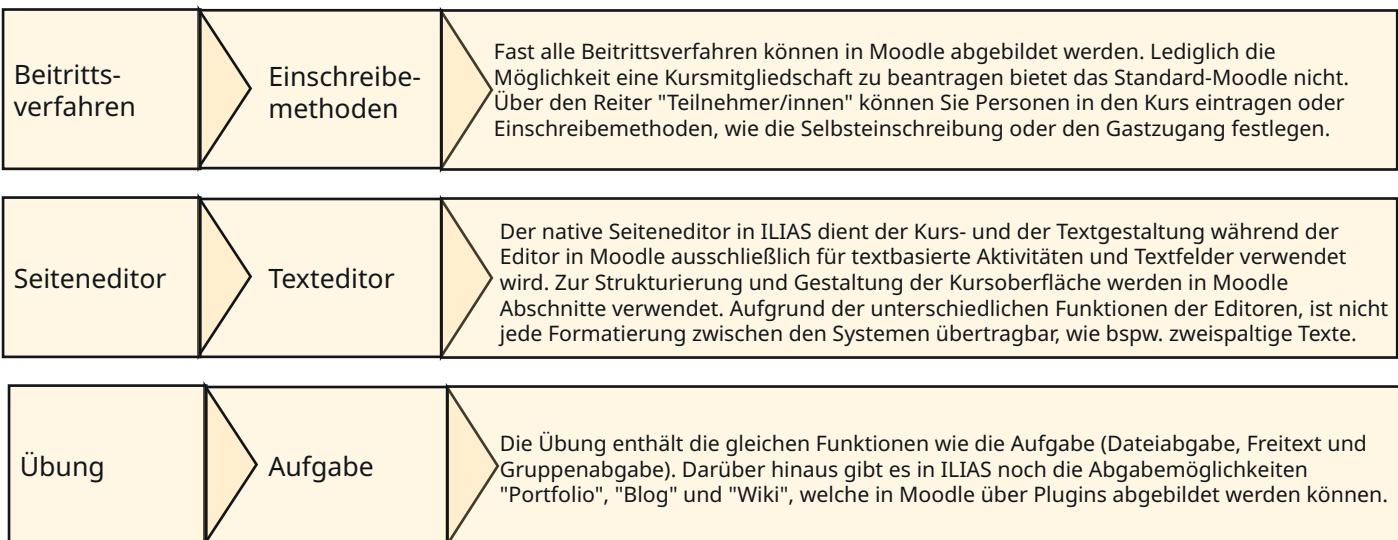 Beitritts-
verfahren
Einschreibe-
methoden
Fast alle Beitrittsverfahren können in Moodle abgebildet werden. Lediglich die
Möglichkeit eine Kursmitgliedschaft zu beantragen bietet das Standard-Moodle nicht.
Über den Reiter "Teilnehmer/innen" können Sie Personen in den Kurs eintragen oder
Einschreibemethoden, wie die Selbsteinschreibung oder den Gastzugang festlegen.
Seiteneditor
Texteditor
Der native Seiteneditor in ILIAS dient der Kurs- und der Textgestaltung während der
Editor in Moodle ausschließlich für textbasierte Aktivitäten und Textfelder verwendet
wird. Zur Strukturierung und Gestaltung der Kursoberfläche werden in Moodle
Abschnitte verwendet. Aufgrund der unterschiedlichen Funktionen der Editoren, ist nicht
jede Formatierung zwischen den Systemen übertragbar, wie bspw. zweispaltige Texte.
Übung
Aufgabe
Die Übung enthält die gleichen Funktionen wie die Aufgabe (Dateiabgabe, Freitext und
Gruppenabgabe). Darüber hinaus gibt es in ILIAS noch die Abgabemöglichkeiten
"Portfolio", "Blog" und "Wiki", welche in Moodle über Plugins abgebildet werden können.